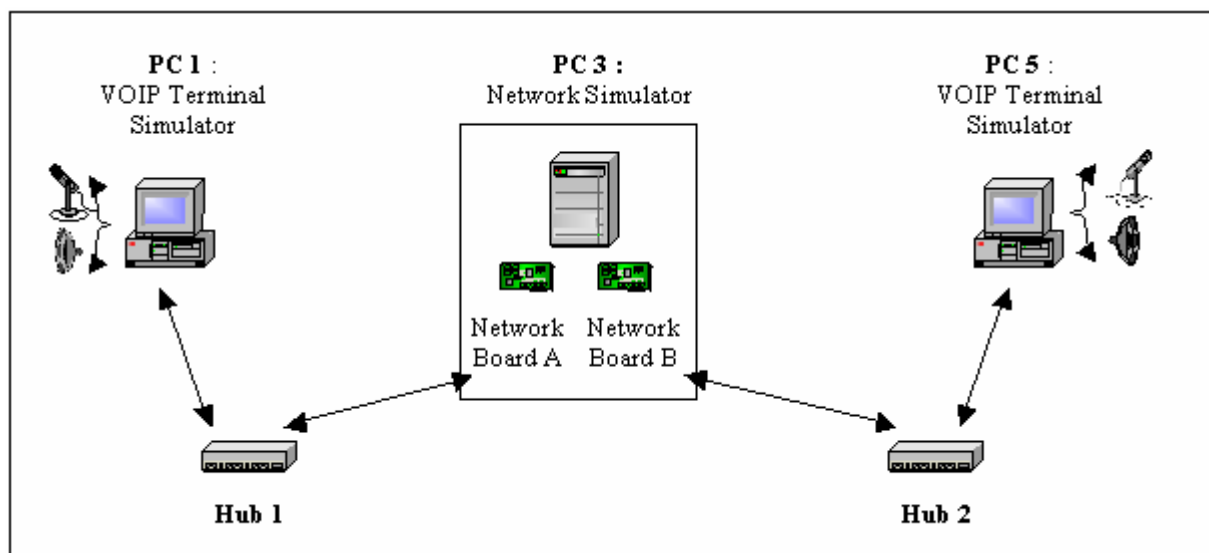 PC 1 :
VOIP Terminal
Simulator
PC 3 :
Network Simulator
PC 5 :
VOIP Terminal
Simulator
Network
Board A
Network
Board B
Hub 1
Hub 2